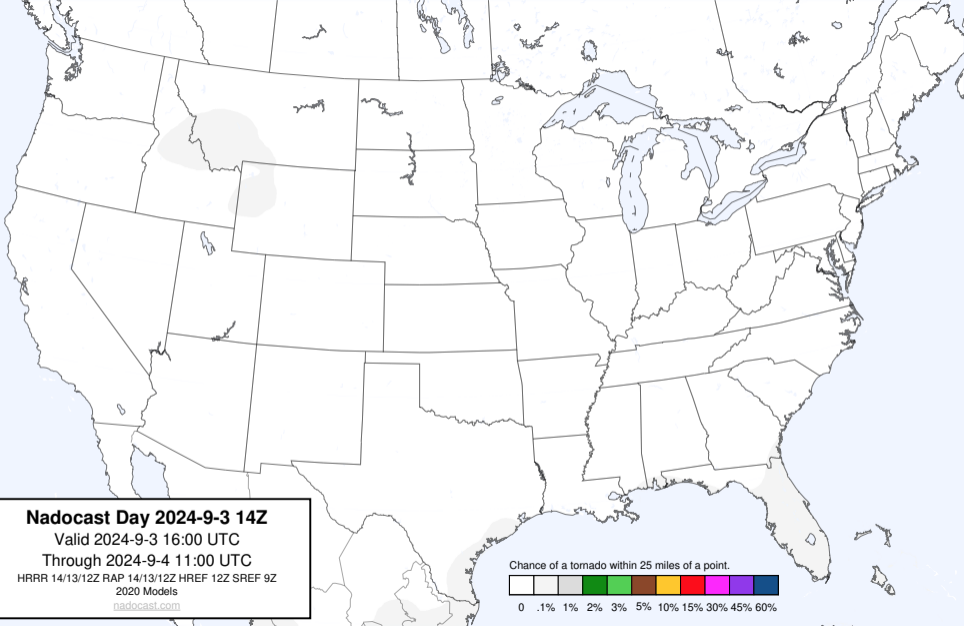 Nadocast Day 2024-9-3 14Z
Valid 2024-9-3 16:00 UTC
Through 2024-9-4 11:00 UTC
HRRR 14/13/12Z RAP 14/13/12Z HREF 12Z SREF 9Z
2020 Models
nadocast.com
Chance of a tornado within 25 miles of a point.
0 .1% 1% 2% 3% 5% 10% 15% 30% 45% 60%